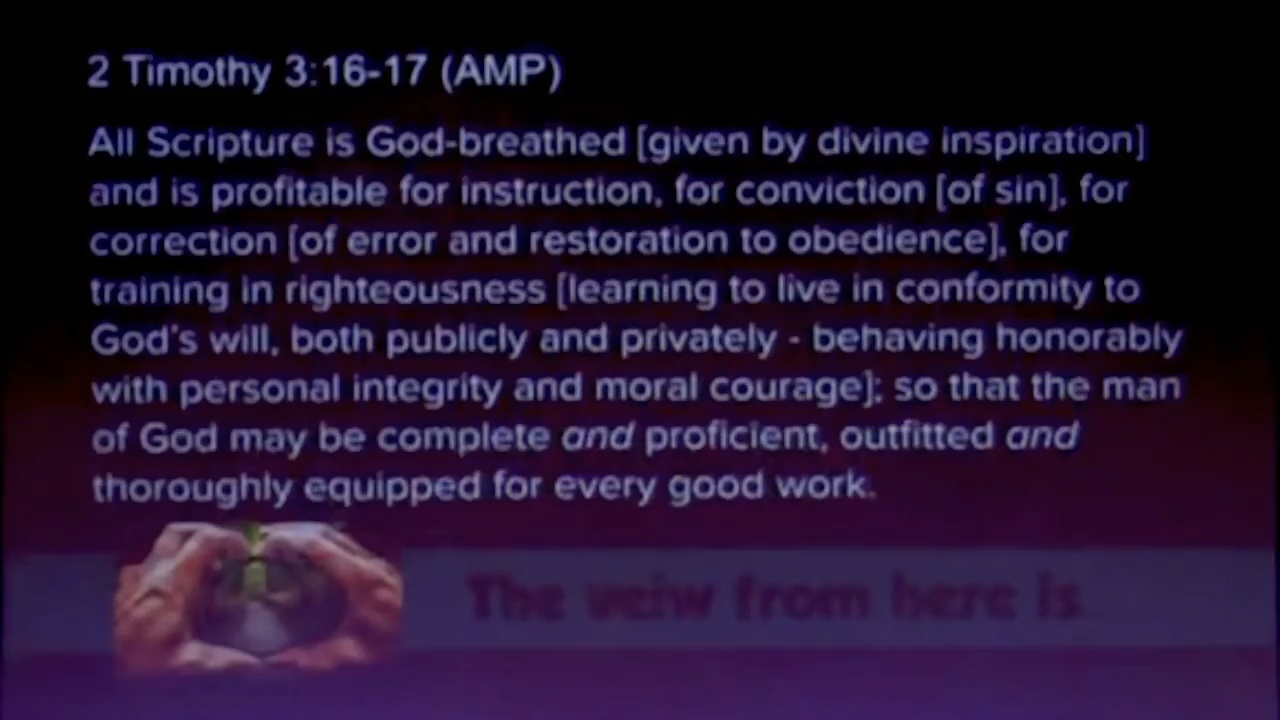 2 Timothy 3:16-17 (AMP)
All Scripture is God-breathed [given by divine inspiration]
and is profitable for instruction, for conviction [of sin], for
correction [of error and restoration to obedience], for
training in righteousness [learning to live in conformity to
God's will, both publicly and privately - behaving honorably
with personal integrity and moral courage]; so that the man
of God may be complete and proficient, outfitted and
thoroughly equipped for every good work.
The veiw from here is